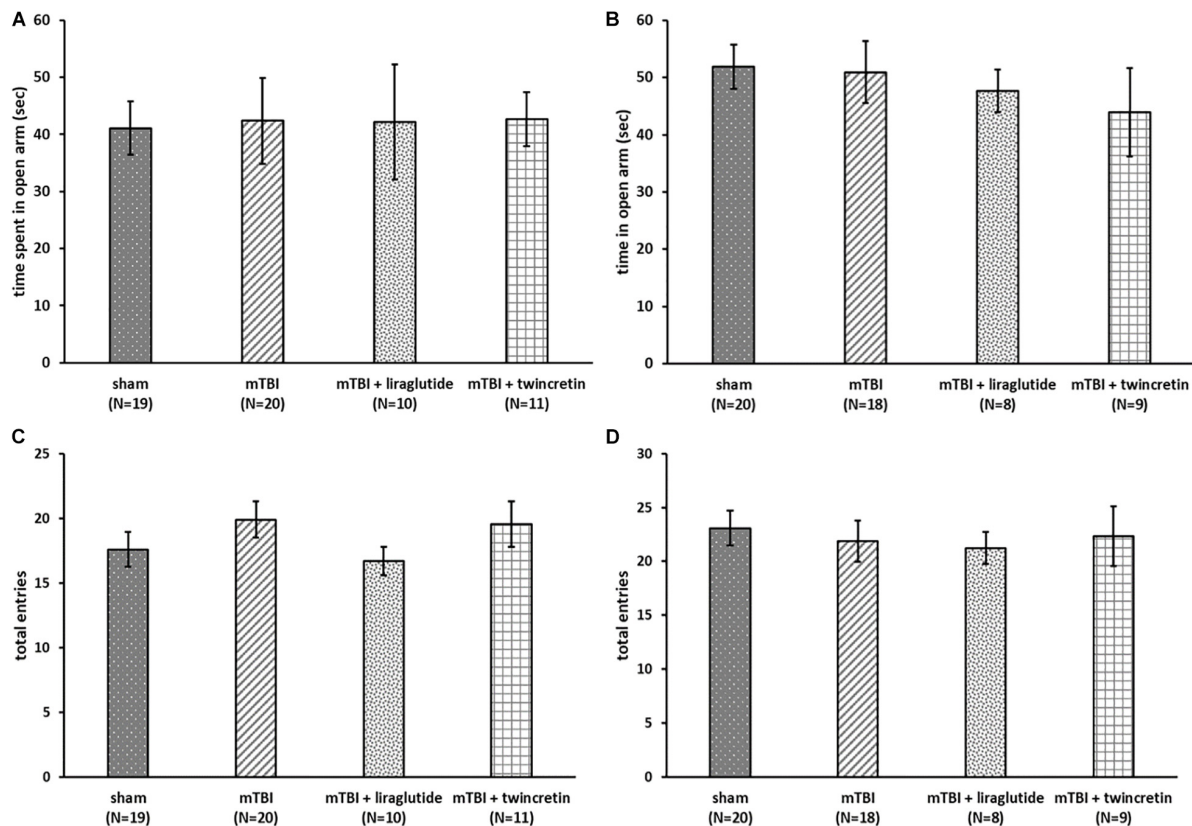 A
60
50
40
30
20
10
0
time spent in open arm (sec)
sham
(N=19)
mTBI
(N=20)
mTBI + liraglutide
(N=10)
mTBI + twincretin
(N=11)
B
60
50
40
30
20
10
0
time in open arm (sec)
sham
(N=20)
mTBI
(N=18)
mTBI + liraglutide
(N=8)
mTBI + twincretin
(N=9)
C
25
20
15
10
5
0
total entries
sham
(N=19)
mTBI
(N=20)
mTBI + liraglutide
(N=10)
mTBI + twincretin
(N=11)
D
30
25
20
15
10
5
0
total entries
sham
(N=20)
mTBI
(N=18)
mTBI + liraglutide
(N=8)
mTBI + twincretin
(N=9)